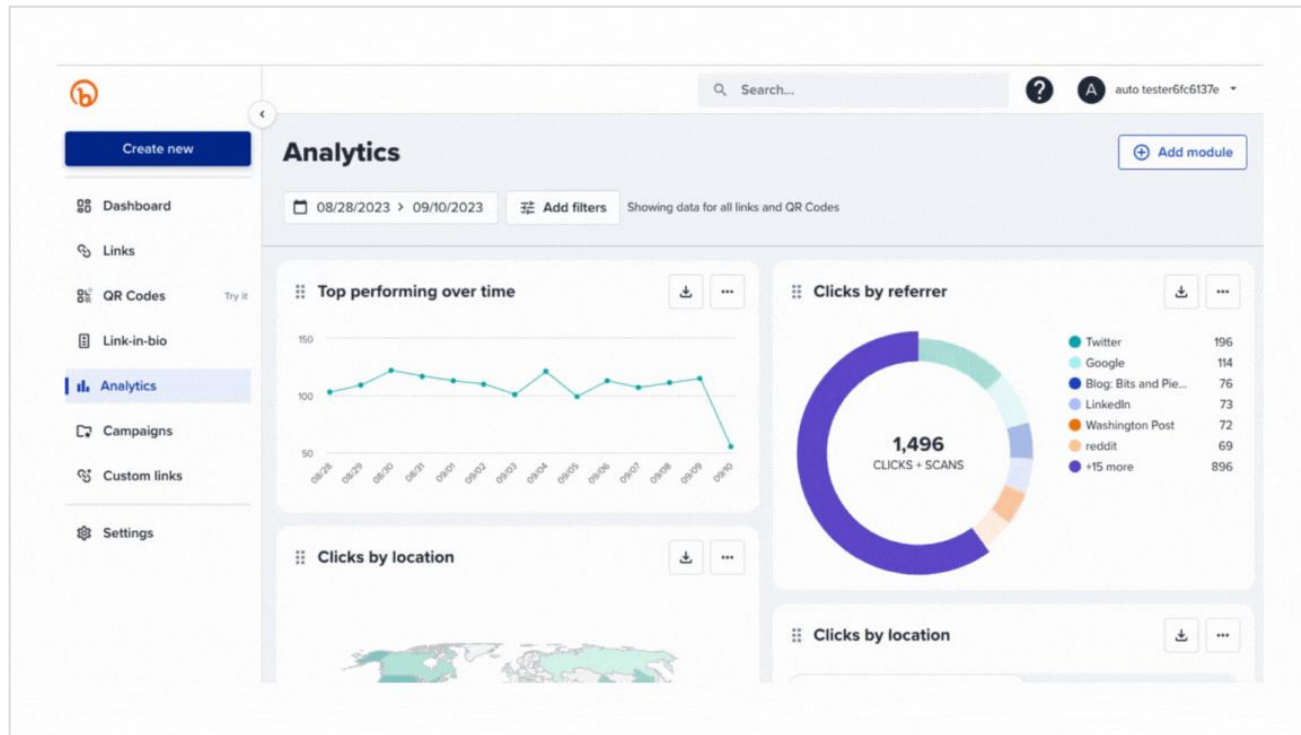 b
Search...
?
A
auto tester6fc6137e
Create new
Dashboard
Links
QR Codes Try it
Link-in-bio
Analytics
Campaigns
Custom links
Settings
Analytics
Add module
08/28/2023 > 09/10/2023
Add filters
Showing data for all links and QR Codes
Top performing over time
150
100
50
08/28 08/29 08/30 08/31 09/01 09/02 09/03 09/04 09/05 09/06 09/07 09/08 09/09 09/10
Clicks by referrer
1,496
CLICKS + SCANS
Twitter 196
Google 114
Blog: Bits and Pie... 76
LinkedIn 73
Washington Post 72
reddit 69
+15 more 896
Clicks by location
Clicks by location